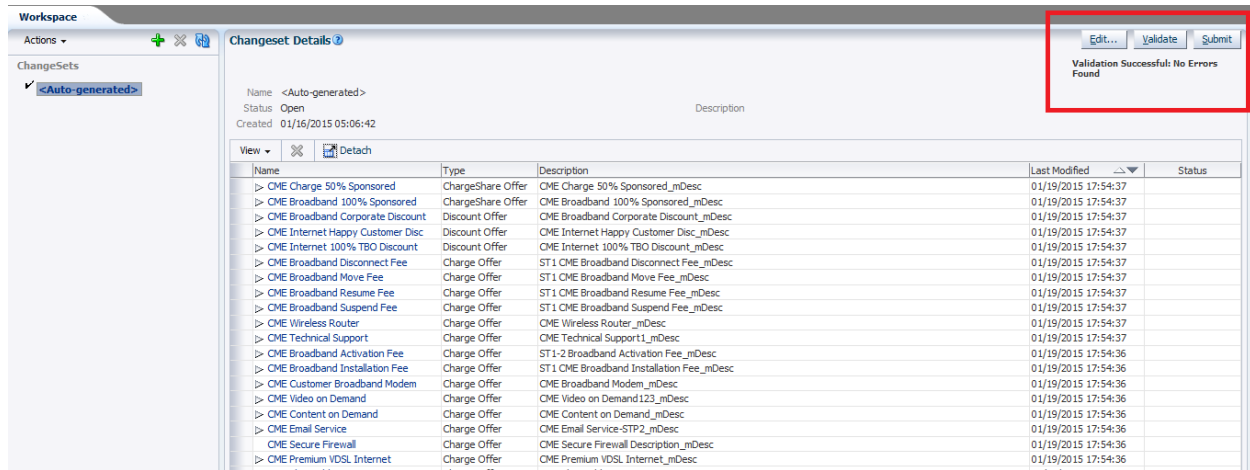 Workspace
Actions
ChangeSets
<Auto-generated>
Changeset Details
Edit... Validate Submit
Validation Successful: No Errors
Found
Name <Auto-generated>
Status Open Description
Created 01/16/2015 05:06:42
View Detach
Name Type Description Last Modified Status
CME Charge 50% Sponsored ChargeShare Offer CME Charge 50% Sponsored_mDesc 01/19/2015 17:54:37
CME Broadband 100% Sponsored ChargeShare Offer CME Broadband 100% Sponsored_mDesc 01/19/2015 17:54:37
CME Broadband Corporate Discount Discount Offer CME Broadband Corporate Discount_mDesc 01/19/2015 17:54:37
CME Internet Happy Customer Disc Discount Offer CME Internet Happy Customer Disc_mDesc 01/19/2015 17:54:37
CME Internet 100% TBO Discount Discount Offer CME Internet 100% TBO Discount_mDesc 01/19/2015 17:54:37
CME Broadband Disconnect Fee Charge Offer ST1 CME Broadband Disconnect Fee_mDesc 01/19/2015 17:54:37
CME Broadband Move Fee Charge Offer ST1 CME Broadband Move Fee_mDesc 01/19/2015 17:54:37
CME Broadband Resume Fee Charge Offer ST1 CME Broadband Resume Fee_mDesc 01/19/2015 17:54:37
CME Broadband Suspend Fee Charge Offer ST1 CME Broadband Suspend Fee_mDesc 01/19/2015 17:54:37
CME Wireless Router Charge Offer CME Wireless Router_mDesc 01/19/2015 17:54:37
CME Technical Support Charge Offer CME Technical Support1_mDesc 01/19/2015 17:54:37
CME Broadband Activation Fee Charge Offer ST1-2 Broadband Activation Fee_mDesc 01/19/2015 17:54:36
CME Broadband Installation Fee Charge Offer ST1 CME Broadband Installation Fee_mDesc 01/19/2015 17:54:36
CME Customer Broadband Modem Charge Offer CME Broadband Modem_mDesc 01/19/2015 17:54:36
CME Video on Demand Charge Offer CME Video on Demand123_mDesc 01/19/2015 17:54:36
CME Content on Demand Charge Offer CME Content on Demand_mDesc 01/19/2015 17:54:36
CME Email Service Charge Offer CME Email Service-STP2_mDesc 01/19/2015 17:54:36
CME Secure Firewall Charge Offer CME Secure Firewall Description_mDesc 01/19/2015 17:54:36
CME Premium VDSL Internet Charge Offer CME Premium VDSL Internet_mDesc 01/19/2015 17:54:36